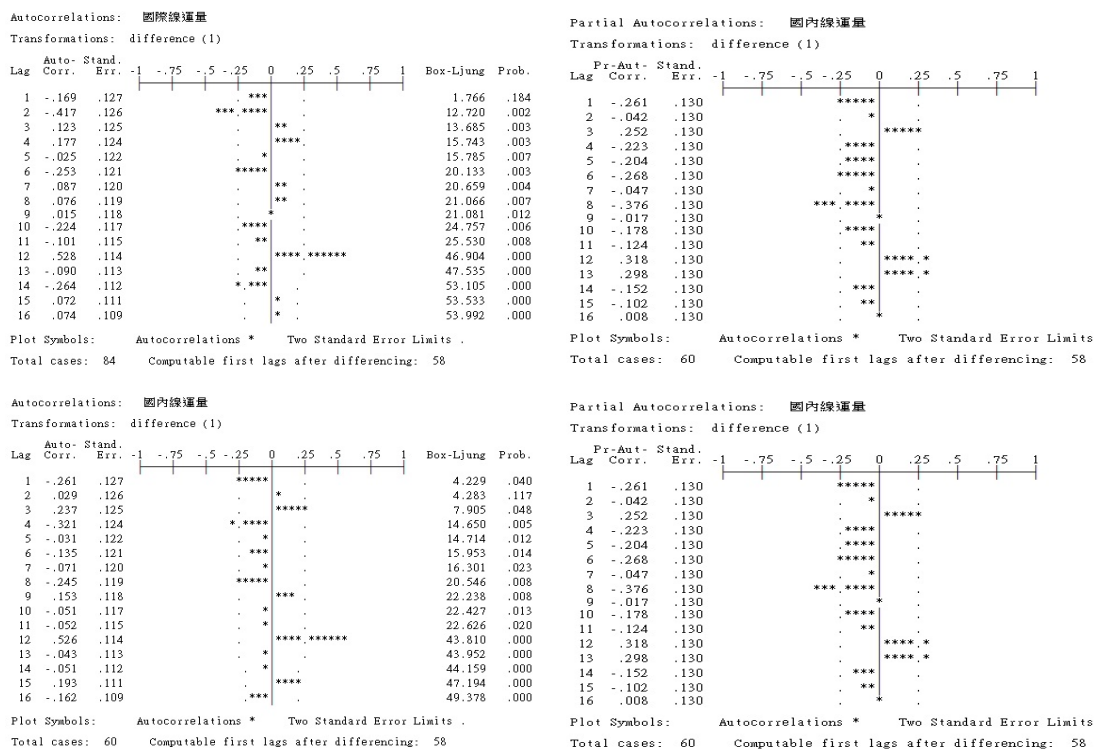 Autocorrelations: 國際線運量
Transformations: difference (1)
Auto- Stand.
Lag Corr. Err. -1 -.75 -.5 -.25 0 .25 .5 .75 1 Box-Ljung Prob.
1 -.169 .127 *** 1.766 .184
2 -.417 .126 ***.**** 12.720 .002
3 .123 .125 ** 13.685 .003
4 .177 .124 **** 15.743 .003
5 -.025 .122 * 15.785 .007
6 -.253 .121 ***** 20.133 .003
7 .087 .120 ** 20.659 .004
8 .076 .119 ** 21.066 .007
9 .015 .118 * 21.081 .012
10 -.224 .117 **** 24.757 .006
11 -.101 .115 ** 25.530 .008
12 .528 .114 ****.****** 46.904 .000
13 -.090 .113 ** 47.535 .000
14 -.264 .112 *.*** 53.105 .000
15 .072 .111 * 53.533 .000
16 .074 .109 * 53.992 .000
Plot Symbols: Autocorrelations * Two Standard Error Limits .
Total cases: 84 Computable first lags after differencing: 58
Partial Autocorrelations: 國內線運量
Transformations: difference (1)
Pr-Aut- Stand.
Lag Corr. Err. -1 -.75 -.5 -.25 0 .25 .5 .75 1
1 -.261 .130 *****
2 -.042 .130 *
3 .252 .130 *****
4 -.223 .130 ****
5 -.204 .130 ****
6 -.268 .130 *****
7 -.047 .130 *
8 -.376 .130 ***.****
9 -.017 .130 *
10 -.178 .130 ****
11 -.124 .130 **
12 .318 .130 ****.*
13 .298 .130 ****.*
14 -.152 .130 ***
15 -.102 .130 **
16 .008 .130 *
Plot Symbols: Autocorrelations * Two Standard Error Limits
Total cases: 60 Computable first lags after differencing: 58
Autocorrelations: 國內線運量
Transformations: difference (1)
Auto- Stand.
Lag Corr. Err. -1 -.75 -.5 -.25 0 .25 .5 .75 1 Box-Ljung Prob.
1 -.261 .127 ***** 4.229 .040
2 .029 .126 * 4.283 .117
3 .237 .125 ***** 7.905 .048
4 -.321 .124 *.**** 14.650 .005
5 -.031 .122 * 14.714 .012
6 -.135 .121 *** 15.953 .014
7 -.071 .120 * 16.301 .023
8 -.245 .119 ***** 20.546 .008
9 .153 .118 *** 22.238 .008
10 -.051 .117 * 22.427 .013
11 -.052 .115 * 22.626 .020
12 .526 .114 ****.****** 43.810 .000
13 -.043 .113 * 43.952 .000
14 -.051 .112 * 44.159 .000
15 .193 .111 **** 47.194 .000
16 -.162 .109 *** 49.378 .000
Plot Symbols: Autocorrelations * Two Standard Error Limits .
Total cases: 60 Computable first lags after differencing: 58
Partial Autocorrelations: 國內線運量
Transformations: difference (1)
Pr-Aut- Stand.
Lag Corr. Err. -1 -.75 -.5 -.25 0 .25 .5 .75 1
1 -.261 .130 *****
2 -.042 .130 *
3 .252 .130 *****
4 -.223 .130 ****
5 -.204 .130 ****
6 -.268 .130 *****
7 -.047 .130 *
8 -.376 .130 ***.****
9 -.017 .130 *
10 -.178 .130 ****
11 -.124 .130 **
12 .318 .130 ****.*
13 .298 .130 ****.*
14 -.152 .130 ***
15 -.102 .130 **
16 .008 .130 *
Plot Symbols: Autocorrelations * Two Standard Error Limits
Total cases: 60 Computable first lags after differencing: 58